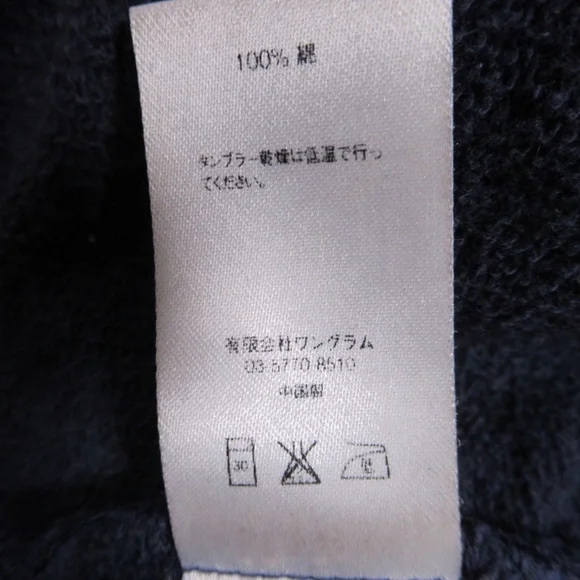 100% 綿
タンブラー乾燥は低温で行っ
てください。
有限会社ワングラム
03-5770-8510
中国製
30
低